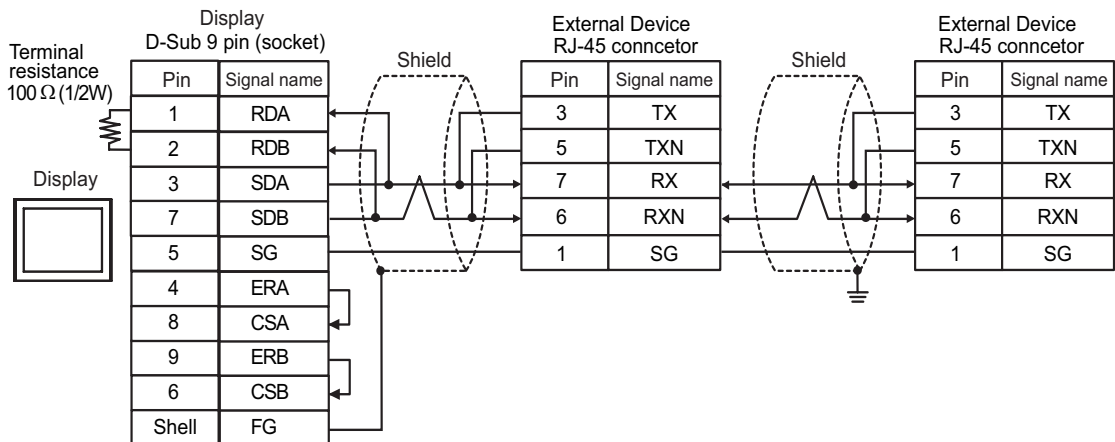 Display
D-Sub 9 pin (socket)
Terminal
resistance
100 Ω (1/2W)
Display
Pin Signal name
1 RDA
2 RDB
3 SDA
7 SDB
5 SG
4 ERA
8 CSA
9 ERB
6 CSB
Shell FG
Shield
External Device
RJ-45 conncetor
Pin Signal name
3 TX
5 TXN
7 RX
6 RXN
1 SG
Shield
External Device
RJ-45 conncetor
Pin Signal name
3 TX
5 TXN
7 RX
6 RXN
1 SG